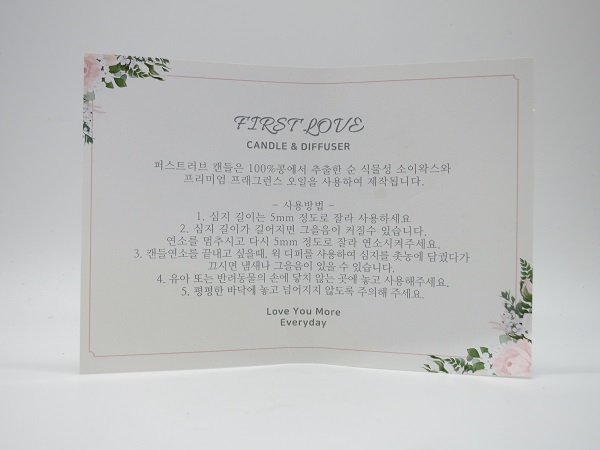 FIRST LOVE
CANDLE & DIFFUSER
퍼스트러브 캔들은 100%콩에서 추출한 순 식물성 소이왁스와
프리미엄 프래그런스 오일을 사용하여 제작됩니다.
- 사용방법 -
1. 심지 길이는 5mm 정도로 잘라 사용하세요
2. 심지 길이가 길어지면 그을음이 켜질수 있습니다.
연소를 멈추시고 다시 5mm 정도로 잘라 연소시켜주세요.
3. 캔들연소를 끝내고 싶을때, 윅 디퍼를 사용하여 심지를 촛농에 담궜다가
끄시면 냄새나 그을음이 있을 수 있습니다.
4. 유아 또는 반려동물의 손에 닿치 않는 곳에 놓고 사용해주세요.
5. 평평한 바닥에 놓고 넘어지지 않도록 주의해 주세요.
Love You More
Everyday